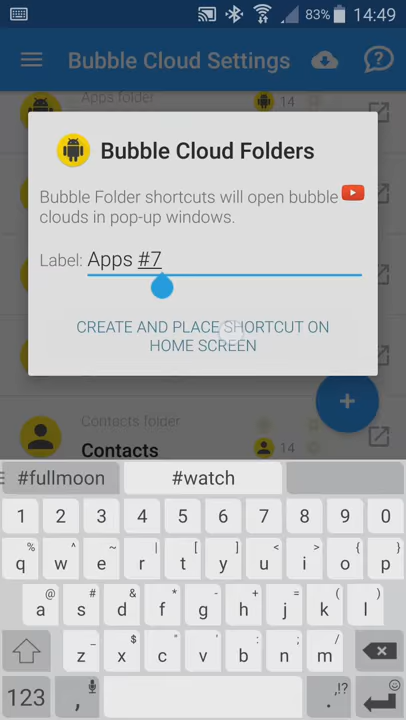 83% 14:49
Bubble Cloud Settings
Apps folder
14
Bubble Cloud Folders
Bubble Folder shortcuts will open bubble
clouds in pop-up windows.
Label: Apps #7
CREATE AND PLACE SHORTCUT ON
HOME SCREEN
+
Contacts folder
Contacts
14
#fullmoon #watch
1 2 3 4 5 6 7 8 9 0
% ^ ~ | [ ] < > { }
q w e r t y u i o p
@ # & * - + = ( )
a s d f g h j k l
_ $ " ' : ; /
z x c v b n m
123 , . ,!?